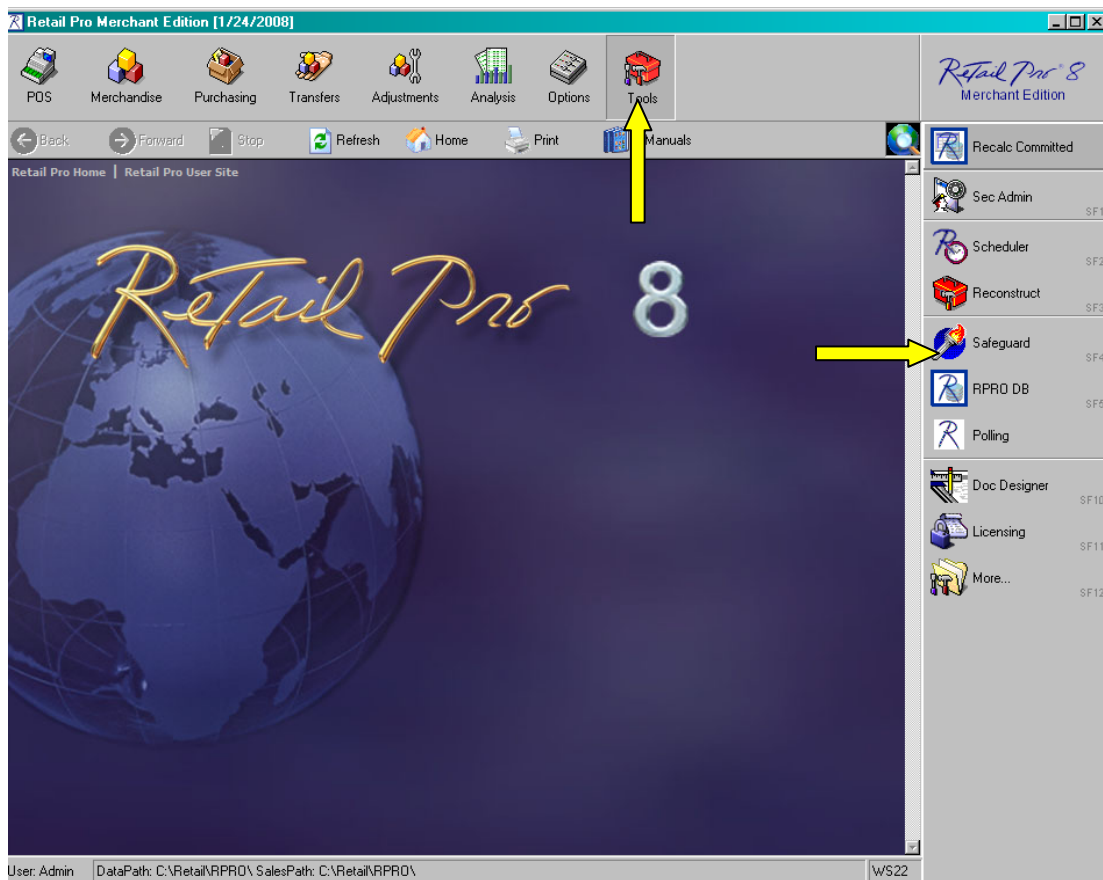 Retail Pro Merchant Edition [1/24/2008]
POS Merchandise Purchasing Transfers Adjustments Analysis Options Tools
Retail Pro® 8
Merchant Edition
Back Forward Stop Refresh Home Print Manuals
Retail Pro Home | Retail Pro User Site
Retail Pro 8
Recalc Committed
Sec Admin
SF1
Scheduler
SF2
Reconstruct
SF3
Safeguard
SF4
RPRO DB
SF5
Polling
Doc Designer
SF10
Licensing
SF11
More...
SF12
User: Admin DataPath: C:\Retail\RPRO\ SalesPath: C:\Retail\RPRO\ WS22